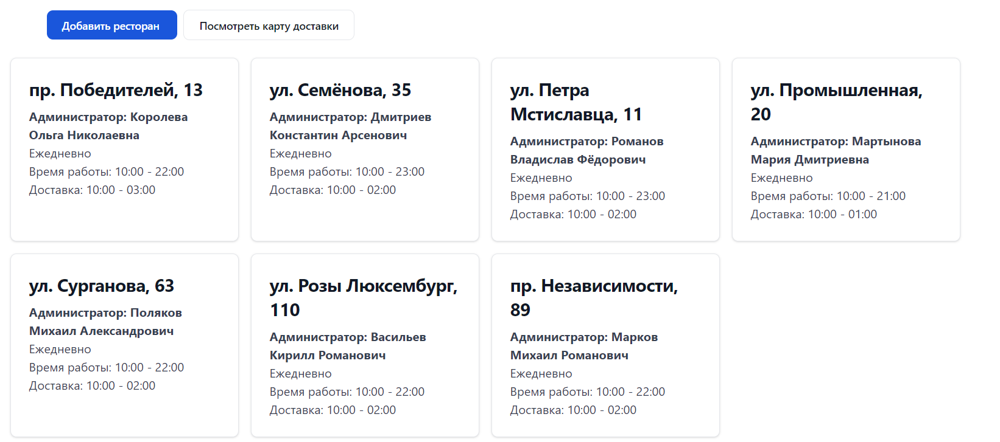 Добавить ресторан
Посмотреть карту доставки
пр. Победителей, 13
Администратор: Королева
Ольга Николаевна
Ежедневно
Время работы: 10:00 - 22:00
Доставка: 10:00 - 03:00
ул. Семёнова, 35
Администратор: Дмитриев
Константин Арсенович
Ежедневно
Время работы: 10:00 - 23:00
Доставка: 10:00 - 02:00
ул. Петра
Мстиславца, 11
Администратор: Романов
Владислав Фёдорович
Ежедневно
Время работы: 10:00 - 23:00
Доставка: 10:00 - 02:00
ул. Промышленная,
20
Администратор: Мартынова
Мария Дмитриевна
Ежедневно
Время работы: 10:00 - 21:00
Доставка: 10:00 - 01:00
ул. Сурганова, 63
Администратор: Поляков
Михаил Александрович
Ежедневно
Время работы: 10:00 - 22:00
Доставка: 10:00 - 02:00
ул. Розы Люксембург,
110
Администратор: Васильев
Кирилл Романович
Ежедневно
Время работы: 10:00 - 22:00
Доставка: 10:00 - 02:00
пр. Независимости,
89
Администратор: Марков
Михаил Романович
Ежедневно
Время работы: 10:00 - 22:00
Доставка: 10:00 - 02:00